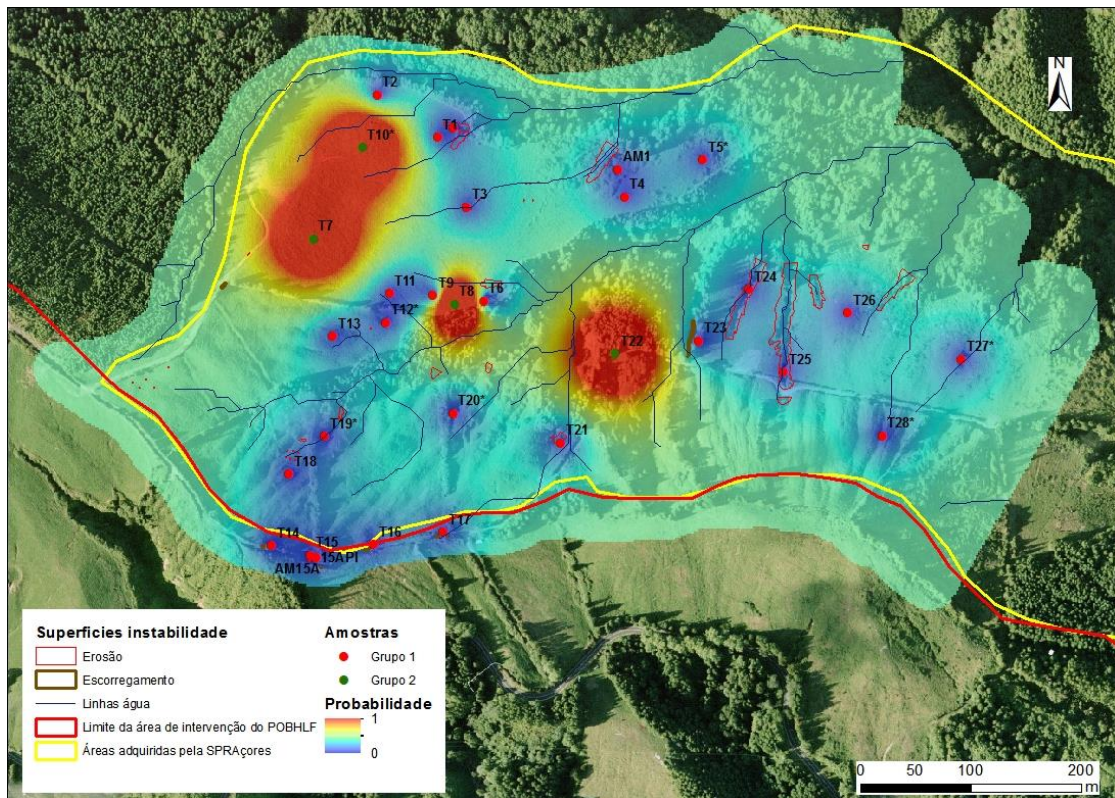 N
T2
T1
T10*
AM1
T5*
T4
T3
T7
T24
T11
T9
T8
T6
T26
T12*
T13
T23
T22
T27*
T25
T20*
T19*
T28*
T21
T18
T17
T14
T16
T15
15API
AM15A
Superficies instabilidade
Erosão
Escorregamento
Linhas água
Limite da área de intervenção do POBHLF
Áreas adquiridas pela SPRAçores
Amostras
Grupo 1
Grupo 2
Probabilidade
1
0
0 50 100 200
m